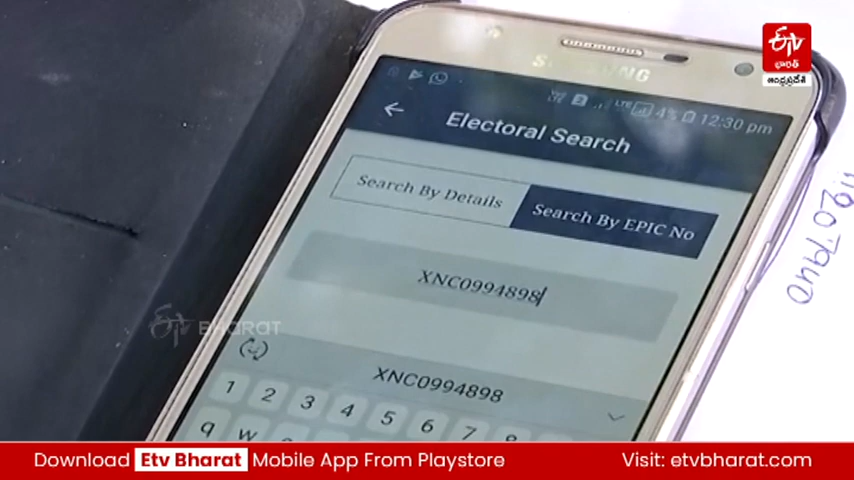 ETV
భారత్
ఆంధ్రప్రదేశ్
SAMSUNG
4% 12:30 pm
Electoral Search
Search By Details
Search By EPIC No
XNC0994898
ETV BHARAT
XNC0994898
1 2 3 4 5 6 7 8
q w
Download Etv Bharat Mobile App From Playstore
Visit: etvbharat.com